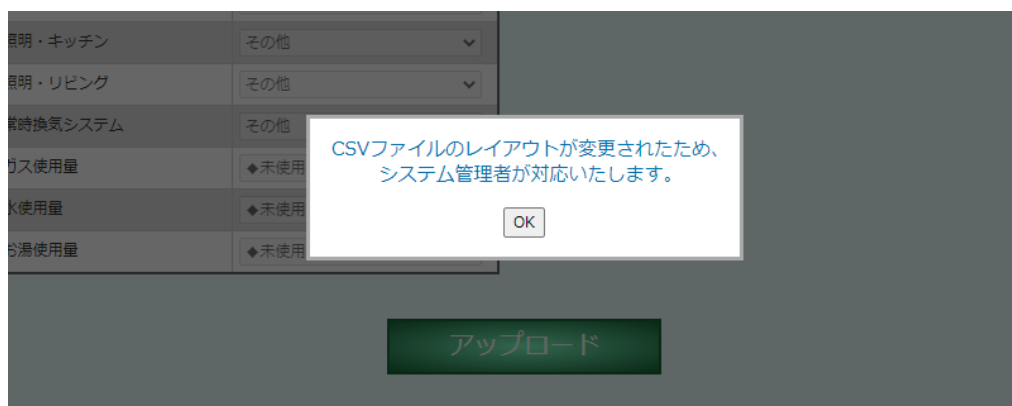 照明・キッチン
その他
照明・リビング
その他
常時換気システム
その他
ガス使用量
◆未使用
水使用量
◆未使用
お湯使用量
◆未使用
CSVファイルのレイアウトが変更されたため、
システム管理者が対応いたします。
OK
アップロード